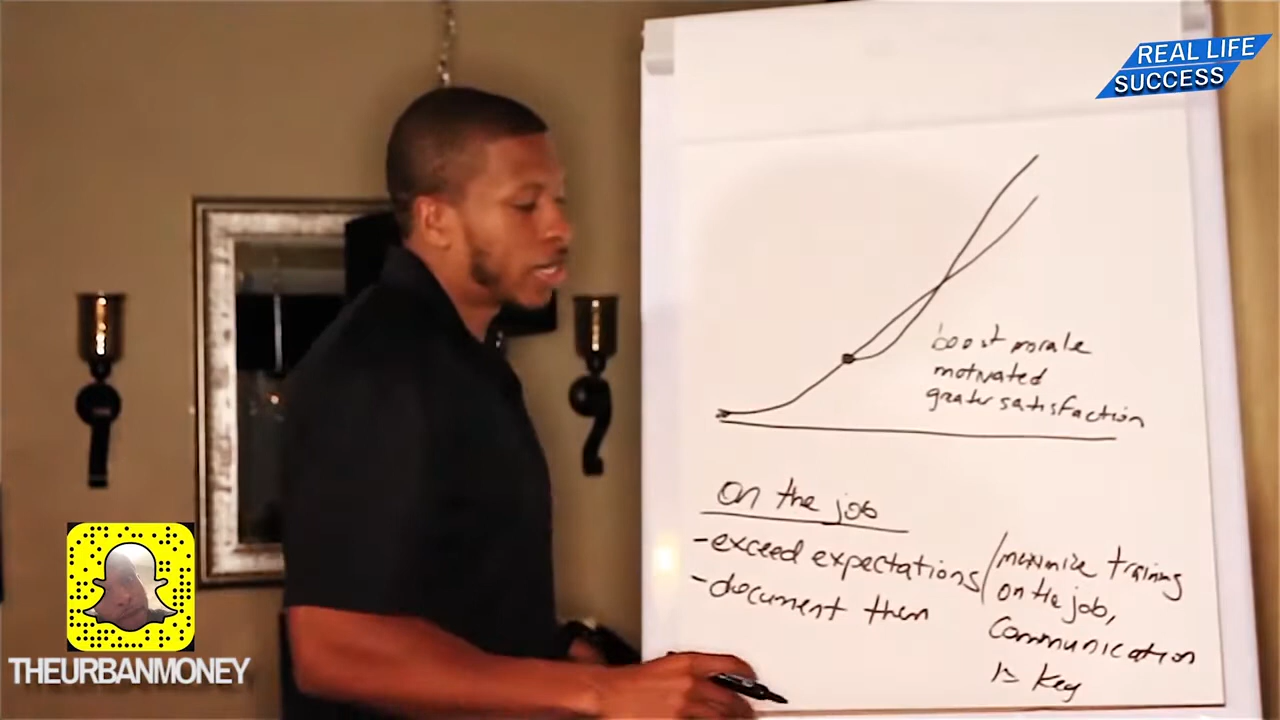 REAL LIFE
SUCCESS
boost morale
motivated
greater satisfaction
on the job
-exceed expectations / maximize training
on the job,
communication
is key
-document them
THEURBANMONEY